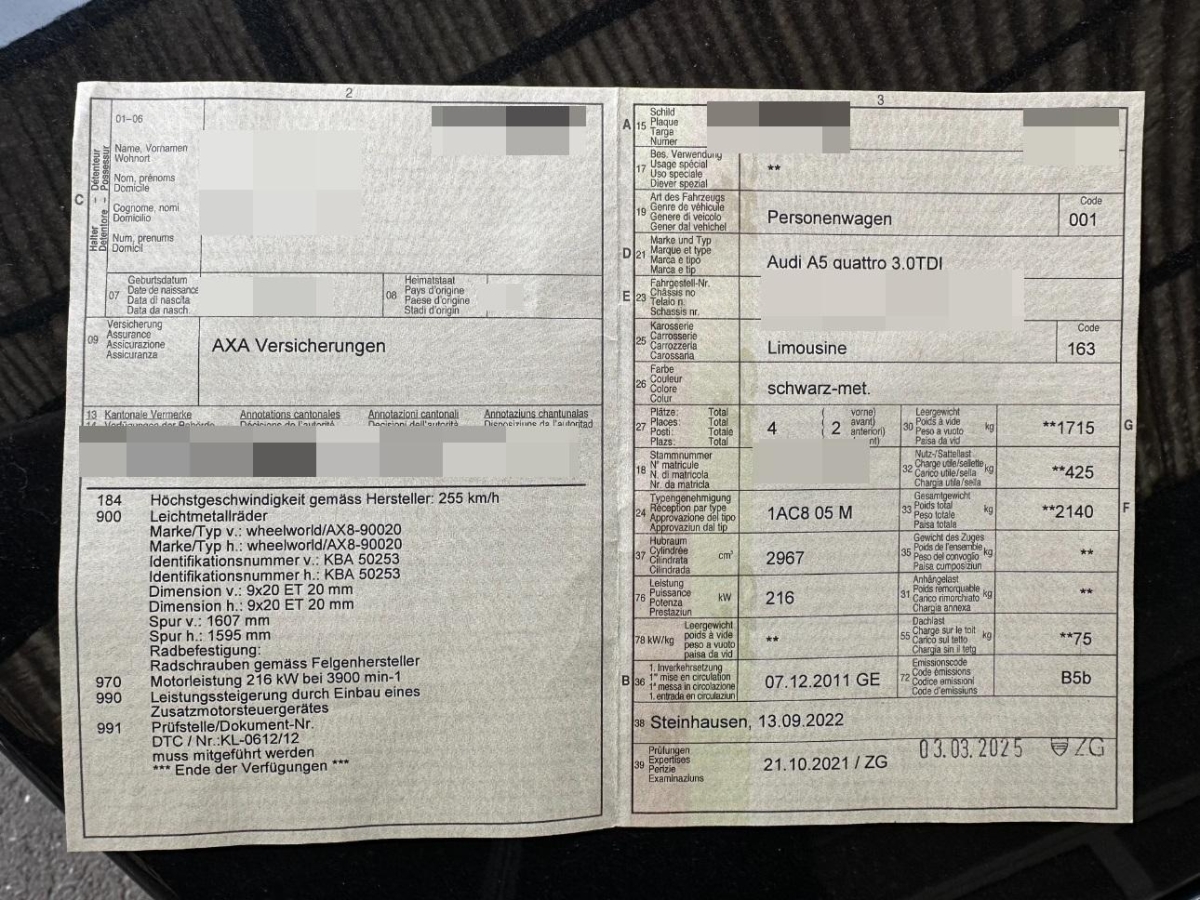 2
01-06
Halter - Détenteur
Detentore - Possessur
C
Name, Vornamen
Wohnort
Nom, prénoms
Domicile
Cognome, nomi
Domicilio
Num, prenums
Domicil
07
Geburtsdatum
Date de naissance
Data di nascita
Data da nasch.
08
Heimatstaat
Pays d'origine
Paese d'origine
Stadi d'origin
09
Versicherung
Assurance
Assicurazione
Assicuranza
AXA Versicherungen
13 Kantonale Vermerke Annotations cantonales Annotazioni cantonali Annotaziuns chantunalas
14 Verfügungen der Behörde Décisions de l'autorité Decisioni dell'autorità Disposiziuns da l'autoritad
184 Höchstgeschwindigkeit gemäss Hersteller: 255 km/h
900 Leichtmetallräder
Marke/Typ v.: wheelworld/AX8-90020
Marke/Typ h.: wheelworld/AX8-90020
Identifikationsnummer v.: KBA 50253
Identifikationsnummer h.: KBA 50253
Dimension v.: 9x20 ET 20 mm
Dimension h.: 9x20 ET 20 mm
Spur v.: 1607 mm
Spur h.: 1595 mm
Radbefestigung:
Radschrauben gemäss Felgenhersteller
970 Motorleistung 216 kW bei 3900 min-1
990 Leistungssteigerung durch Einbau eines
Zusatzmotorsteuergerätes
991 Prüfstelle/Dokument-Nr.
DTC / Nr.:KL-0612/12
muss mitgeführt werden
*** Ende der Verfügungen ***
3
A 15
Schild
Plaque
Targa
Numer
17
Bes. Verwendung
Usage spécial
Uso speciale
Diever spezial
**
19
Art des Fahrzeugs
Genre de véhicule
Genere di veicolo
Gener dal vehichel
Personenwagen
Code
001
D 21
Marke und Typ
Marque et type
Marca e tipo
Marca e tip
Audi A5 quattro 3.0TDI
E 23
Fahrgestell-Nr.
Châssis no
Telaio n.
Schassis nr.
25
Karosserie
Carrosserie
Carrozzeria
Carossaria
Limousine
Code
163
26
Farbe
Couleur
Colore
Colur
schwarz-met.
27
Plätze: Total
Places: Total
Posti: Totale
Plazs: Total
4 ( 2 vorne)
( avant)
anteriori)
nt)
30
Leergewicht
Poids à vide
Peso a vuoto
Paisa da vid
kg
**1715
G
18
Stammnummer
N° matricule
N. di matricola
Nr. da matricla
32
Nutz-/Sattellast
Charge utile/sellette
Carico utile/sella
Chargia utila/sella
kg
**425
24
Typengenehmigung
Réception par type
Approvazione del tipo
Approvaziun dal tip
1AC8 05 M
33
Gesamtgewicht
Poids total
Peso totale
Paisa totala
kg
**2140
F
37
Hubraum
Cylindrée
Cilindrata
Cilindrada
cm³
2967
35
Gewicht des Zuges
Poids de l'ensemble
Peso del convoglio
Paisa cumposiziun
kg
**
76
Leistung
Puissance
Potenza
Prestaziun
kW
216
31
Anhängelast
Poids remorquable
Carico rimorchiato
Chargia annexa
kg
**
78 kW/kg
Leergewicht
poids à vide
peso a vuoto
paisa da vid
**
55
Dachlast
Charge sur le toit
Carico sul tetto
Chargia sin il tetg
kg
**75
B 36
1. Inverkehrsetzung
1re mise en circulation
1a messa in circolazione
1. entrada en circulaziun
07.12.2011 GE
72
Emissionscode
Code émissions
Codice emissioni
Code d'emissiuns
B5b
38 Steinhausen, 13.09.2022
39
Prüfungen
Expertises
Perizie
Examinaziuns
21.10.2021 / ZG
03.03.2025 ZG